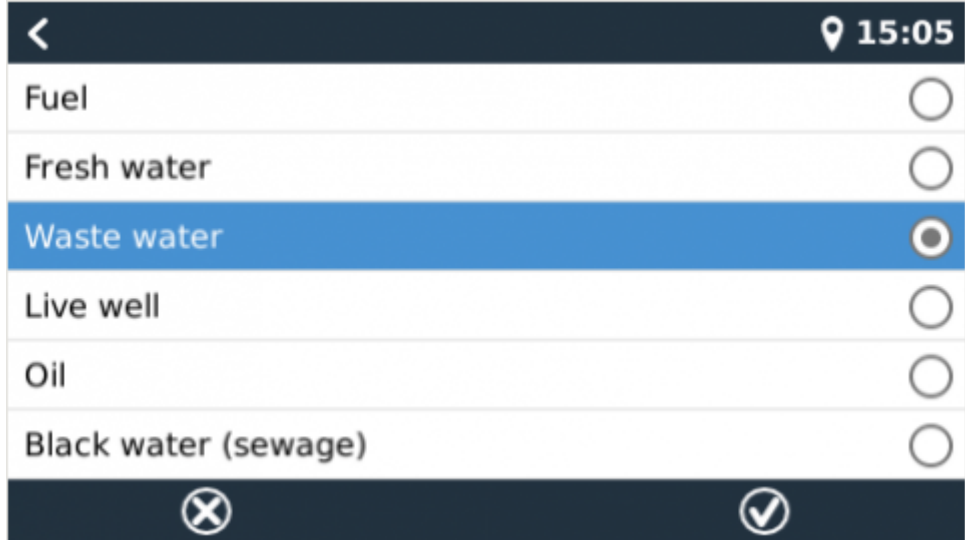 15:05
Fuel
Fresh water
Waste water
Live well
Oil
Black water (sewage)